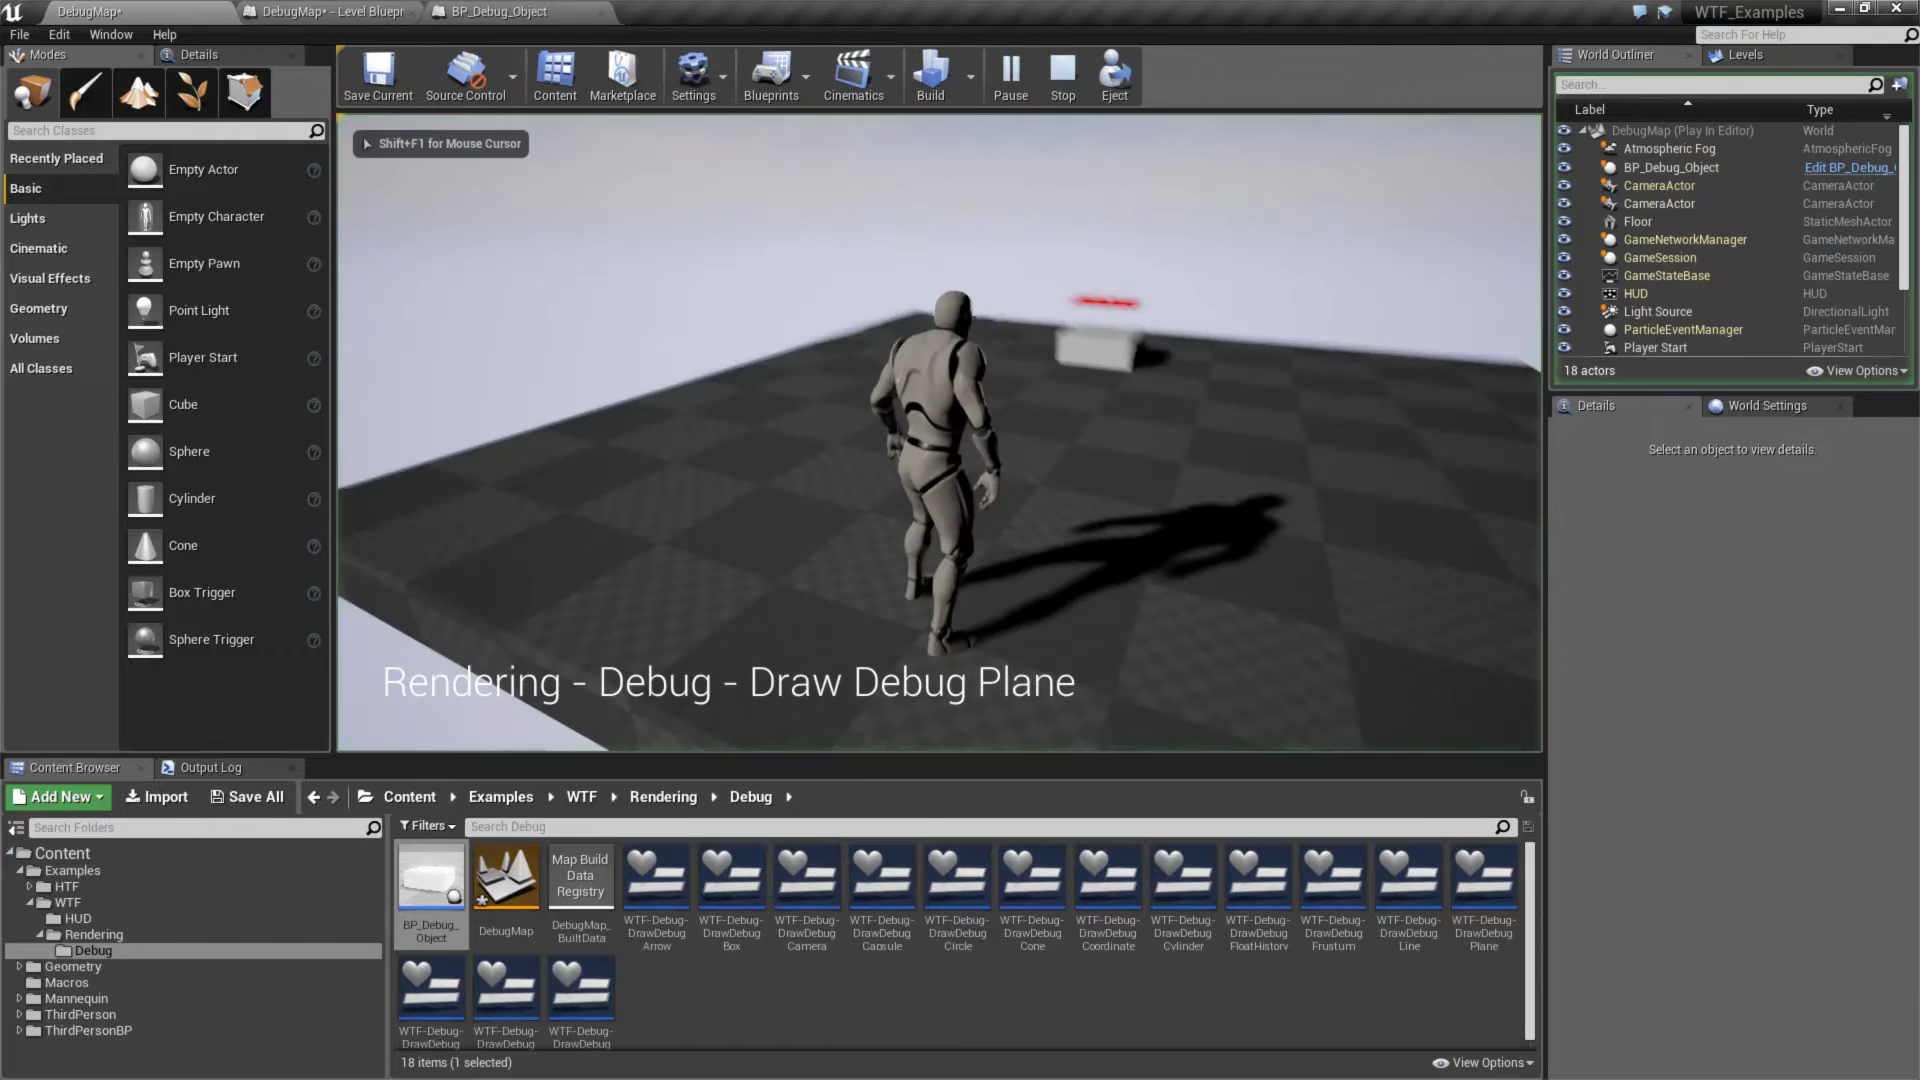 DebugMap*
DebugMap* - Level Bluepr
BP_Debug_Object
WTF_Examples
File
Edit
Window
Help
Search For Help
Modes
Details
Search Classes
Recently Placed
Basic
Lights
Cinematic
Visual Effects
Geometry
Volumes
All Classes
Empty Actor
Empty Character
Empty Pawn
Point Light
Player Start
Cube
Sphere
Cylinder
Cone
Box Trigger
Sphere Trigger
Save Current
Source Control
Content
Marketplace
Settings
Blueprints
Cinematics
Build
Pause
Stop
Eject
Shift+F1 for Mouse Cursor
Rendering - Debug - Draw Debug Plane
World Outliner
Levels
Search...
Label
Type
DebugMap (Play In Editor)
World
Atmospheric Fog
AtmosphericFog
BP_Debug_Object
Edit BP_Debug_
CameraActor
CameraActor
CameraActor
CameraActor
Floor
StaticMeshActor
GameNetworkManager
GameNetworkMa
GameSession
GameSession
GameStateBase
GameStateBase
HUD
HUD
Light Source
DirectionalLight
ParticleEventManager
ParticleEventMar
Player Start
PlayerStart
18 actors
View Options
Details
World Settings
Select an object to view details.
Content Browser
Output Log
Add New
Import
Save All
Content
Examples
WTF
Rendering
Debug
Search Folders
Content
Examples
HTF
WTF
HUD
Rendering
Debug
Geometry
Macros
Mannequin
ThirdPerson
ThirdPersonBP
Filters
Search Debug
BP_Debug_
Object
DebugMap
Map Build
Data
Registry
DebugMap_
BuiltData
WTF-Debug-
DrawDebug
Arrow
WTF-Debug-
DrawDebug
Box
WTF-Debug-
DrawDebug
Camera
WTF-Debug-
DrawDebug
Capsule
WTF-Debug-
DrawDebug
Circle
WTF-Debug-
DrawDebug
Cone
WTF-Debug-
DrawDebug
Coordinate
WTF-Debug-
DrawDebug
Cylinder
WTF-Debug-
DrawDebug
FloatHistory
WTF-Debug-
DrawDebug
Frustum
WTF-Debug-
DrawDebug
Line
WTF-Debug-
DrawDebug
Plane
WTF-Debug-
DrawDebug
WTF-Debug-
DrawDebug
WTF-Debug-
DrawDebug
18 items (1 selected)
View Options